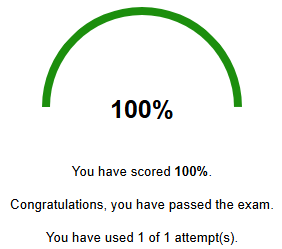 100%
You have scored 100%.
Congratulations, you have passed the exam.
You have used 1 of 1 attempt(s).